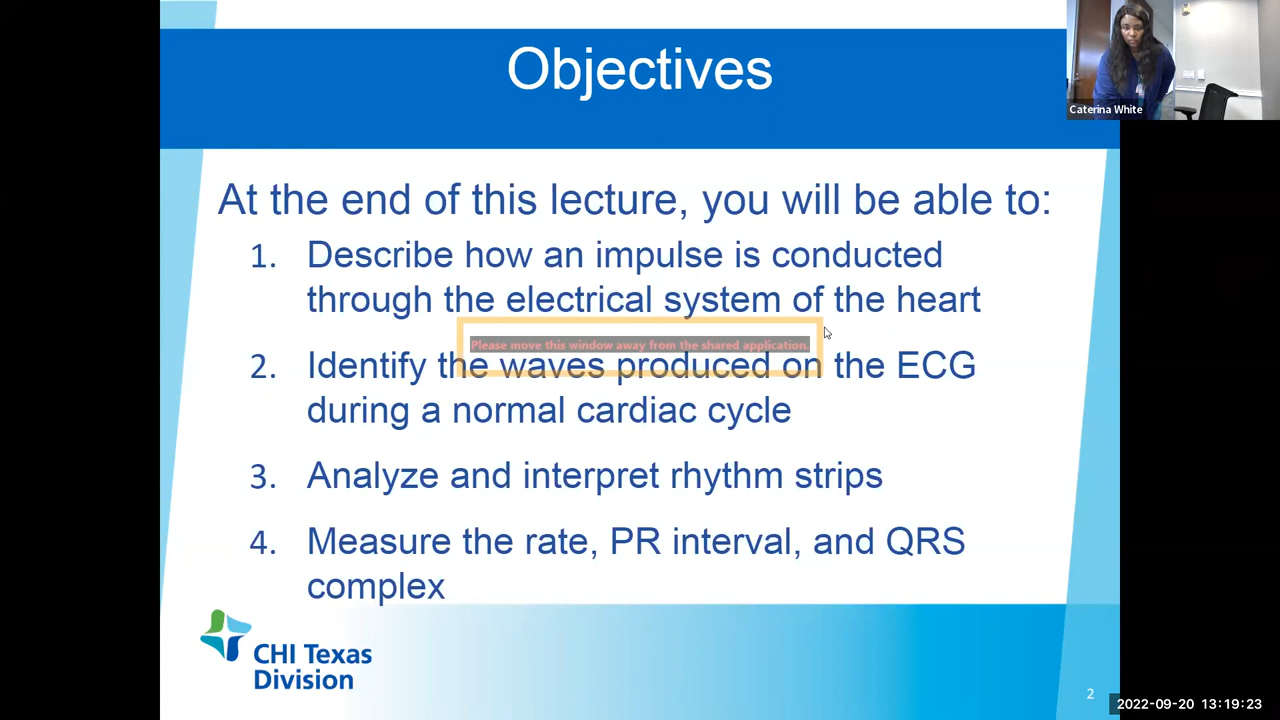 Objectives
Caterina White
At the end of this lecture, you will be able to:
1. Describe how an impulse is conducted
through the electrical system of the heart
Please move this window away from the shared application.
2. Identify the waves produced on the ECG
during a normal cardiac cycle
3. Analyze and interpret rhythm strips
4. Measure the rate, PR interval, and QRS
complex
CHI Texas
Division
2
2022-09-20 13:19:23